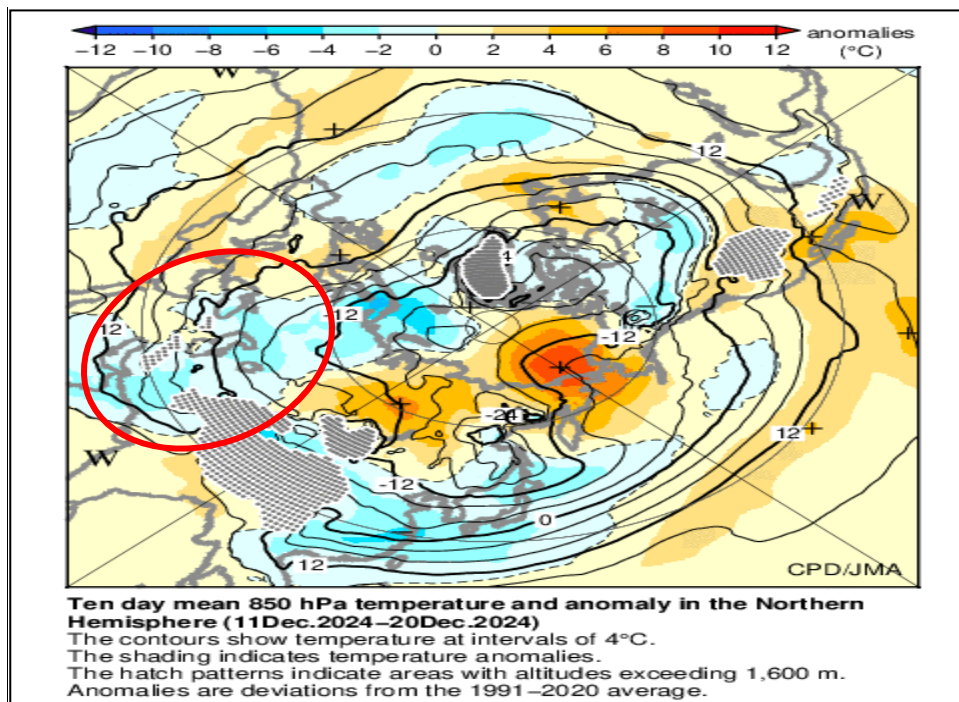 −12 −10 −8 −6 −4 −2 0 2 4 6 8 10 12 anomalies
(°C)
W
12
W
12
-12
-12
12
-12
0
12
W
CPD/JMA
Ten day mean 850 hPa temperature and anomaly in the Northern
Hemisphere (11Dec.2024−20Dec.2024)
The contours show temperature at intervals of 4°C.
The shading indicates temperature anomalies.
The hatch patterns indicate areas with altitudes exceeding 1,600 m.
Anomalies are deviations from the 1991−2020 average.